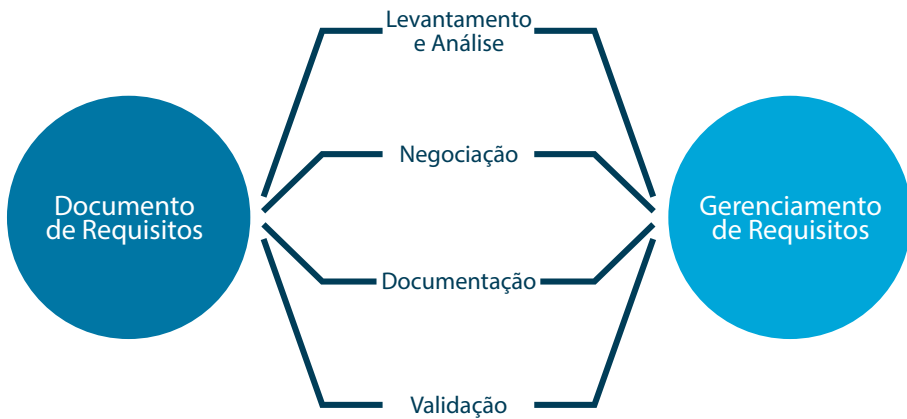 Levantamento
e Análise
Negociação
Documento
de Requisitos
Gerenciamento
de Requisitos
Documentação
Validação